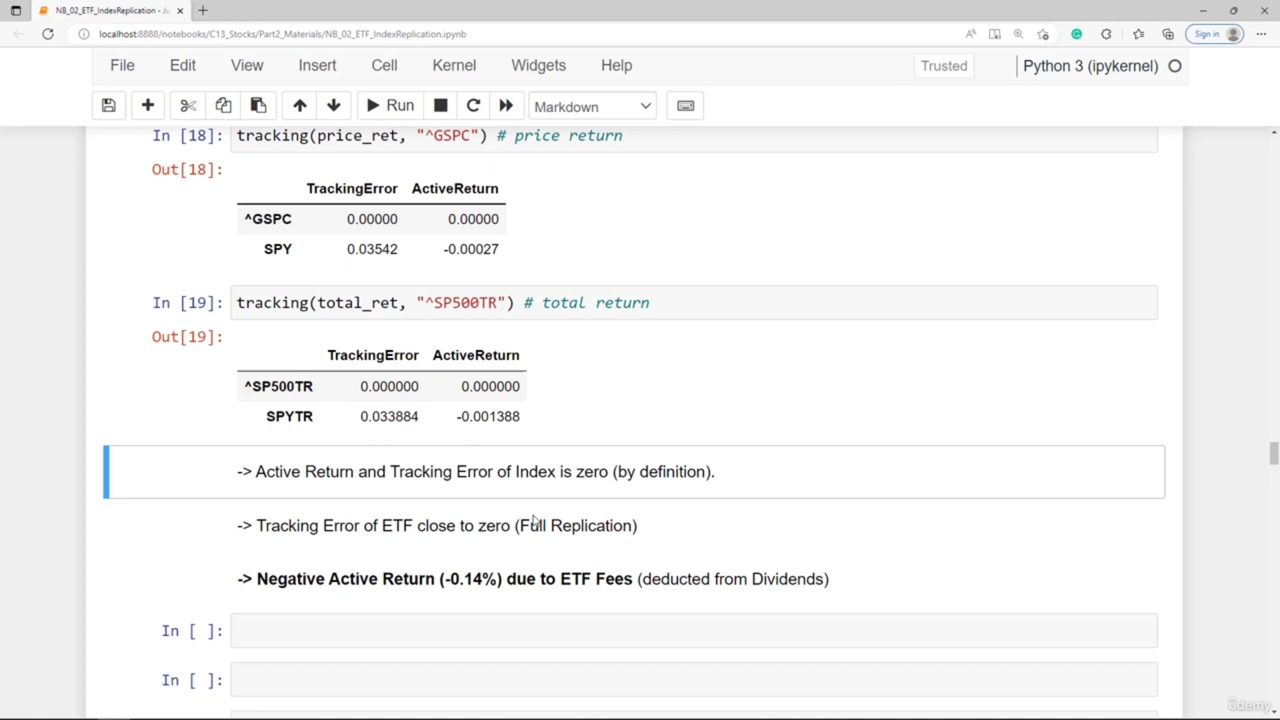 NB_02_ETF_IndexReplication - Ju
localhost:8888/notebooks/C13_Stocks/Part2_Materials/NB_02_ETF_IndexReplication.ipynb
Sign in
File Edit View Insert Cell Kernel Widgets Help Trusted Python 3 (ipykernel)
Run Markdown
In [18]: tracking(price_ret, "^GSPC") # price return
Out[18]:
TrackingError ActiveReturn
^GSPC 0.00000 0.00000
SPY 0.03542 -0.00027
In [19]: tracking(total_ret, "^SP500TR") # total return
Out[19]:
TrackingError ActiveReturn
^SP500TR 0.000000 0.000000
SPYTR 0.033884 -0.001388
-> Active Return and Tracking Error of Index is zero (by definition).
-> Tracking Error of ETF close to zero (Full Replication)
-> Negative Active Return (-0.14%) due to ETF Fees (deducted from Dividends)
In [ ]:
In [ ]:
ûdemy